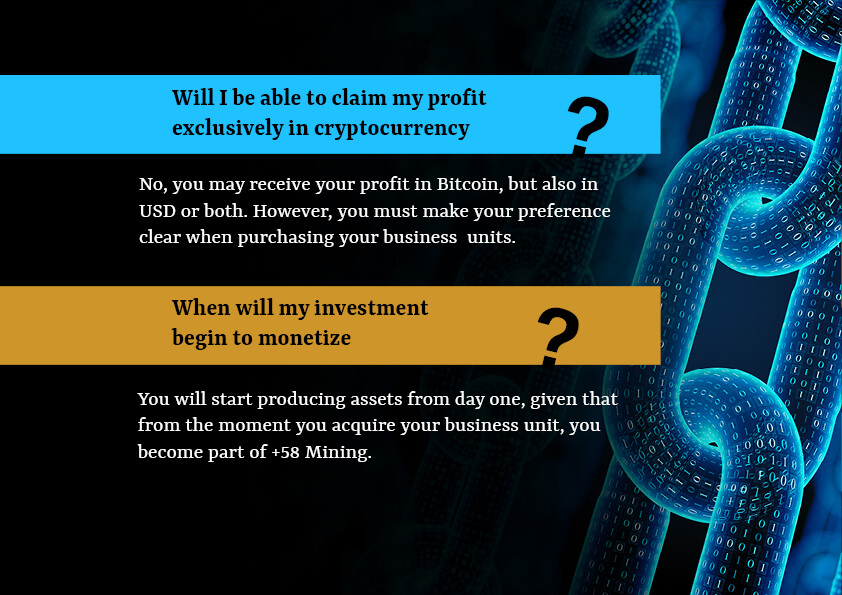 Will I be able to claim my profit
exclusively in cryptocurrency
?
No, you may receive your profit in Bitcoin, but also in
USD or both. However, you must make your preference
clear when purchasing your business  units.
When will my investment
begin to monetize
?
You will start producing assets from day one, given that
from the moment you acquire your business unit, you
become part of +58 Mining.